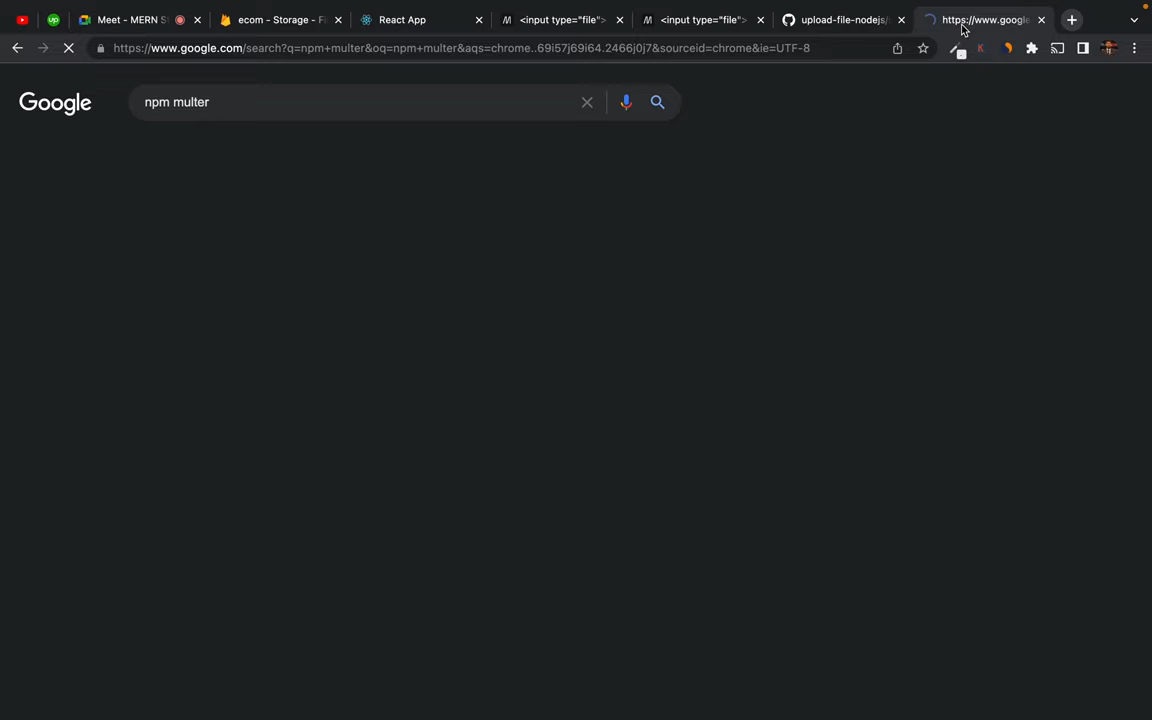 up
Meet - MERN S
ecom - Storage - Fi
React App
<input type="file">
<input type="file">
upload-file-nodejs/
https://www.google
https://www.google.com/search?q=npm+multer&oq=npm+multer&aqs=chrome..69i57j69i64.2466j0j7&sourceid=chrome&ie=UTF-8
K
Google
npm multer